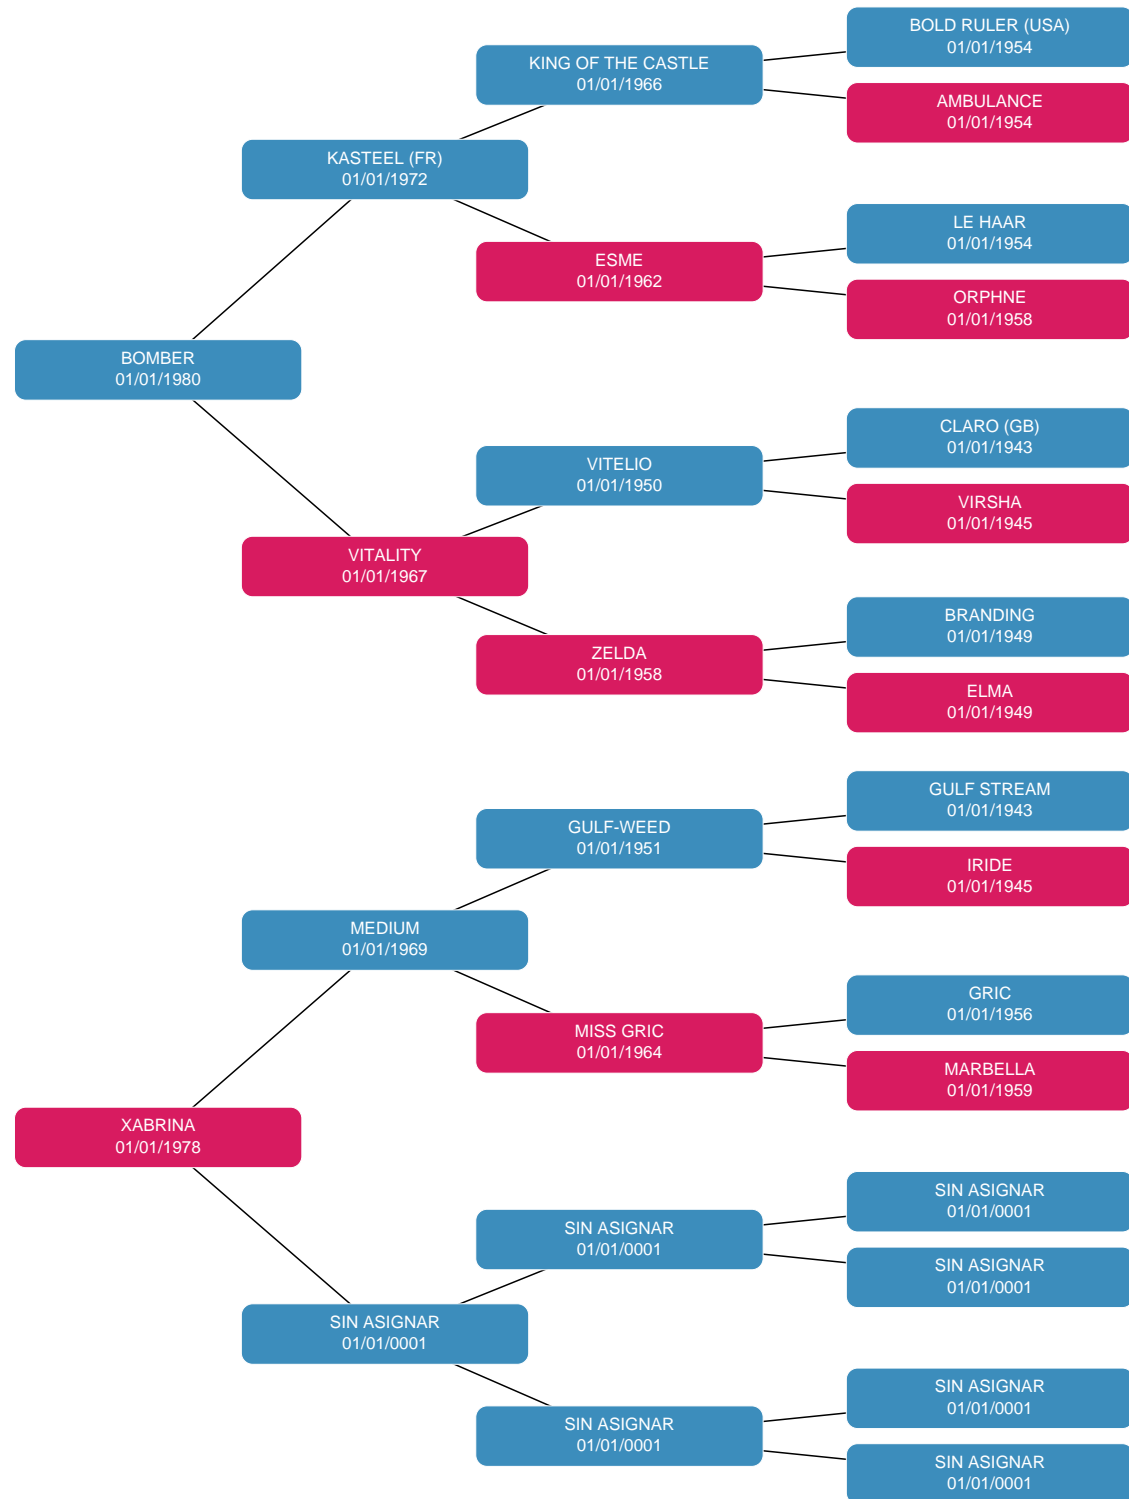 BOLD RULER (USA)
01/01/1954
KING OF THE CASTLE
01/01/1966
AMBULANCE
01/01/1954
KASTEEL (FR)
01/01/1972
LE HAAR
01/01/1954
ESME
01/01/1962
ORPHNE
01/01/1958
BOMBER
01/01/1980
CLARO (GB)
01/01/1943
VITELIO
01/01/1950
VIRSHA
01/01/1945
VITALITY
01/01/1967
BRANDING
01/01/1949
ZELDA
01/01/1958
ELMA
01/01/1949
GULF STREAM
01/01/1943
GULF-WEED
01/01/1951
IRIDE
01/01/1945
MEDIUM
01/01/1969
GRIC
01/01/1956
MISS GRIC
01/01/1964
MARBELLA
01/01/1959
XABRINA
01/01/1978
SIN ASIGNAR
01/01/0001
SIN ASIGNAR
01/01/0001
SIN ASIGNAR
01/01/0001
SIN ASIGNAR
01/01/0001
SIN ASIGNAR
01/01/0001
SIN ASIGNAR
01/01/0001
SIN ASIGNAR
01/01/0001